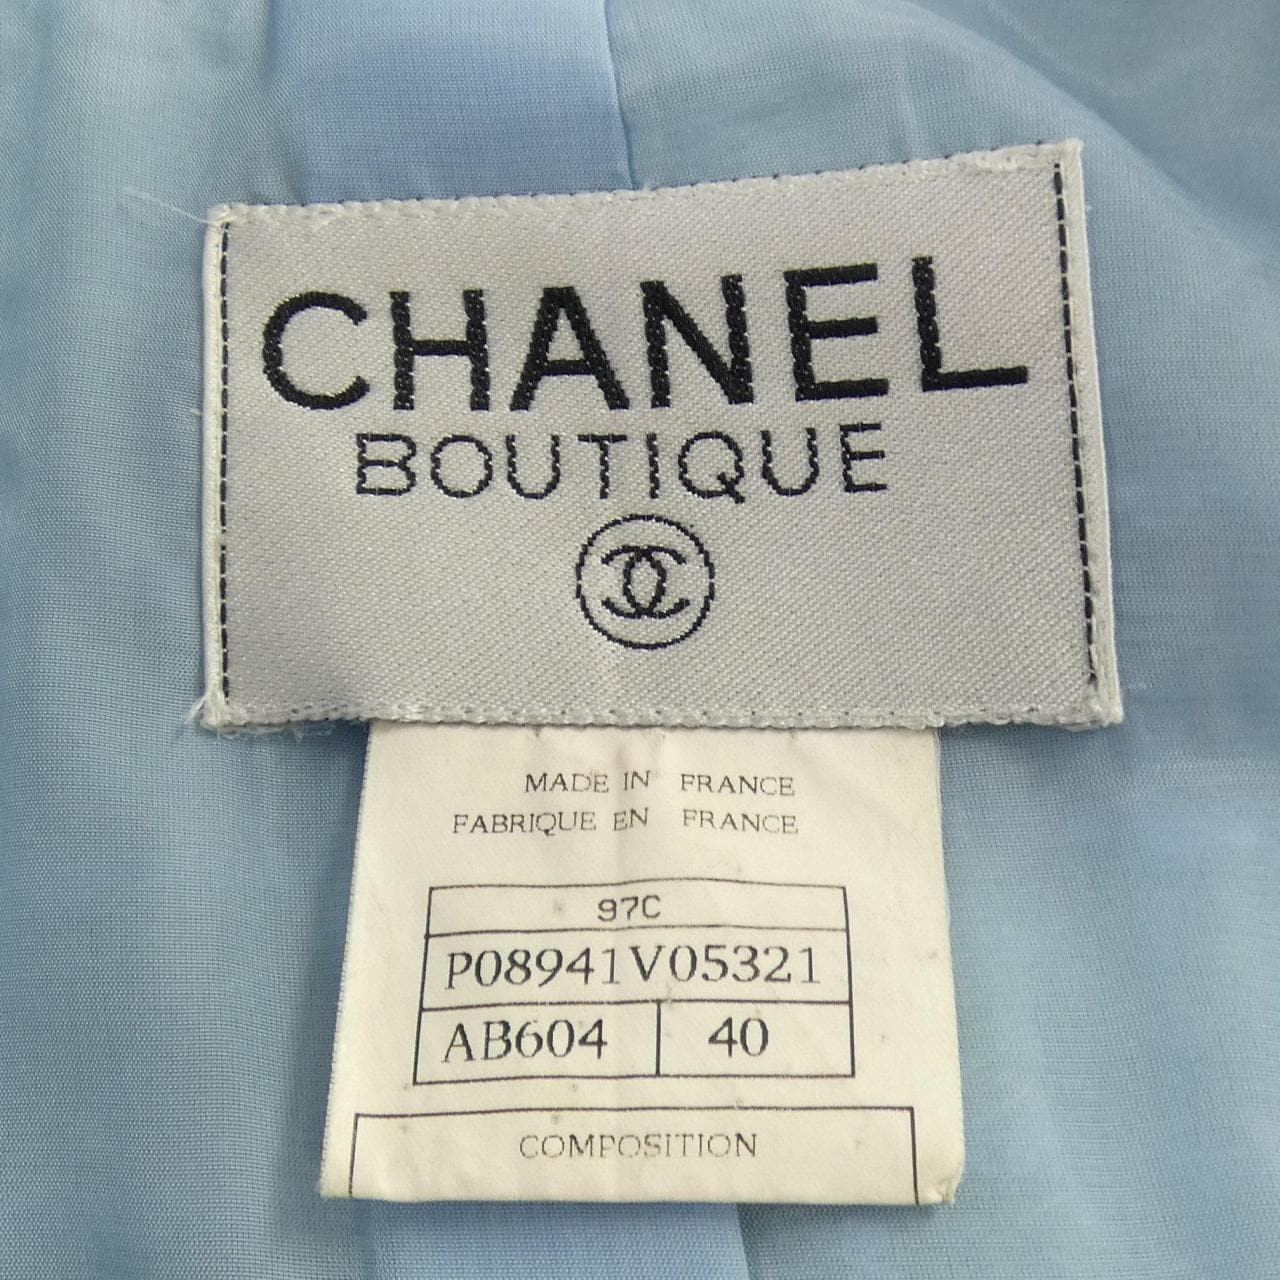 CHANEL
BOUTIQUE
MADE IN FRANCE
FABRIQUE EN FRANCE
97C
P08941V05321
AB604 40
COMPOSITION